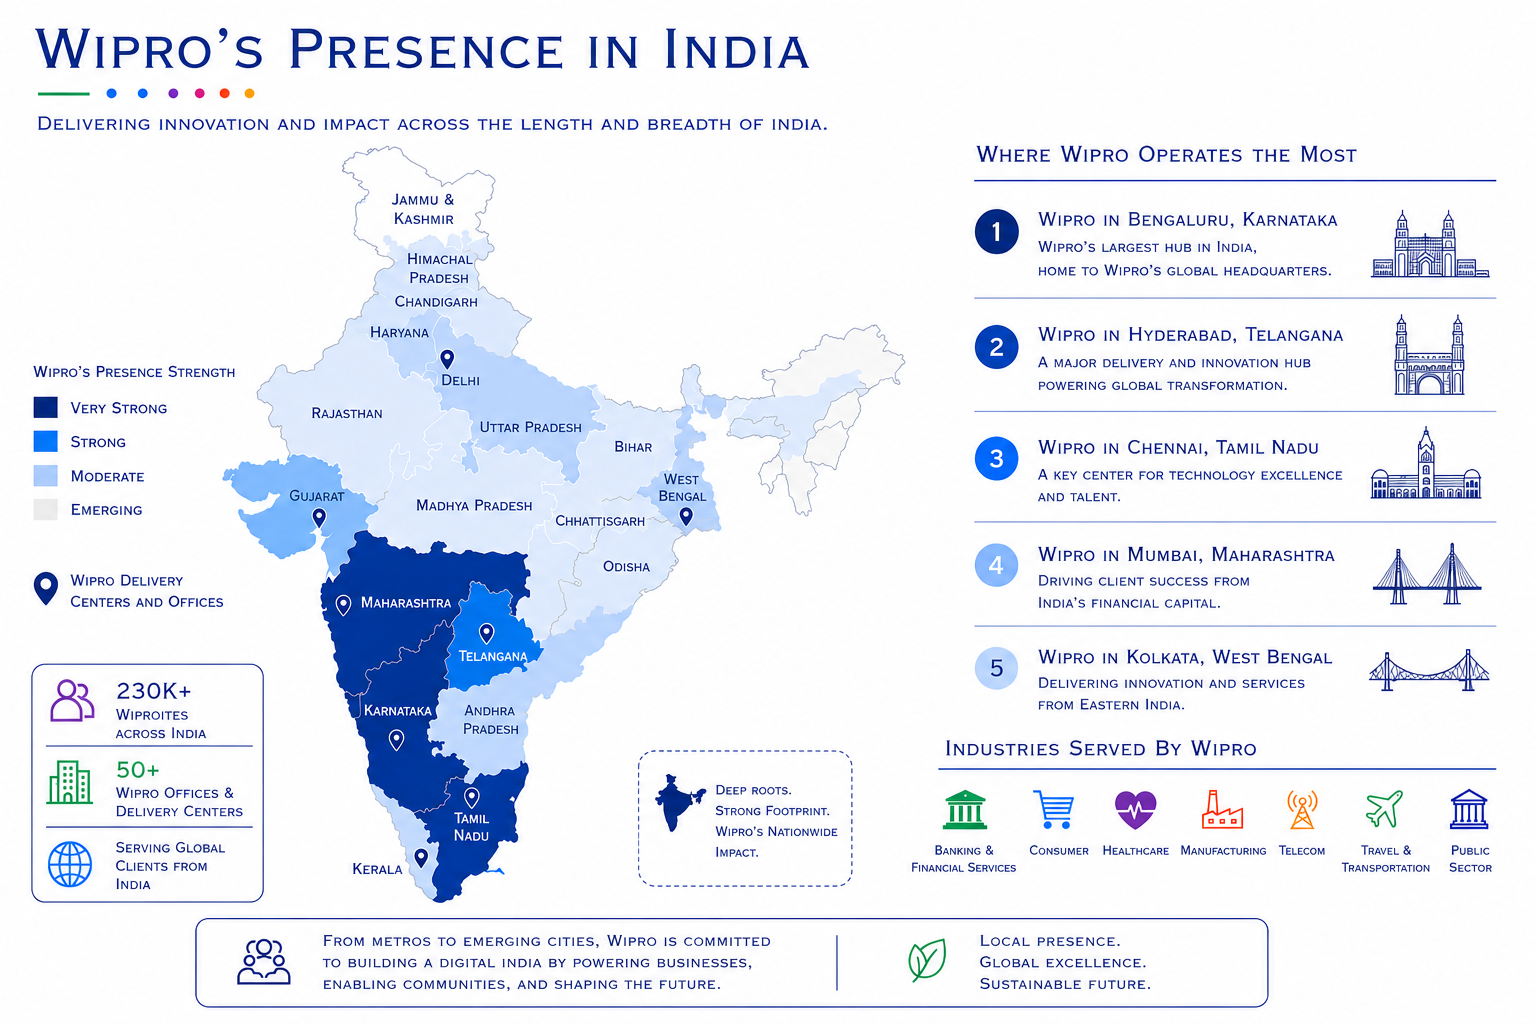 Wipro's Presence in India
Delivering innovation and impact across the length and breadth of India.
Jammu &
Kashmir
Himachal
Pradesh
Chandigarh
Haryana
Delhi
Rajasthan
Uttar Pradesh
Bihar
Gujarat
Madhya Pradesh
West
Bengal
Chhattisgarh
Odisha
Maharashtra
Telangana
Karnataka
Andhra
Pradesh
Tamil
Nadu
Kerala
Wipro's Presence Strength
Very Strong
Strong
Moderate
Emerging
Wipro Delivery
Centers and Offices
230K+
Wiproites
across India
50+
Wipro Offices &
Delivery Centers
Serving Global
Clients from
India
Deep roots.
Strong Footprint.
Wipro's Nationwide
Impact.
Where Wipro Operates the Most
1
Wipro in Bengaluru, Karnataka
Wipro's largest hub in India,
home to Wipro's global headquarters.
2
Wipro in Hyderabad, Telangana
A major delivery and innovation hub
powering global transformation.
3
Wipro in Chennai, Tamil Nadu
A key center for technology excellence
and talent.
4
Wipro in Mumbai, Maharashtra
Driving client success from
India's financial capital.
5
Wipro in Kolkata, West Bengal
Delivering innovation and services
from Eastern India.
Industries Served By Wipro
Banking &
Financial Services
Consumer
Healthcare
Manufacturing
Telecom
Travel &
Transportation
Public
Sector
From metros to emerging cities, Wipro is committed
to building a digital India by powering businesses,
enabling communities, and shaping the future.
Local presence.
Global excellence.
Sustainable future.